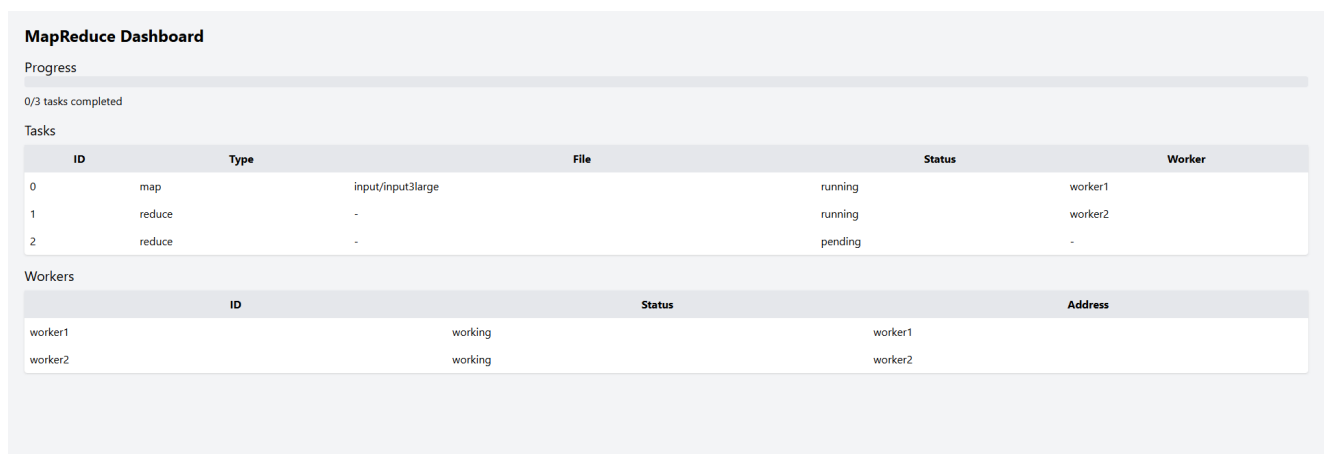 MapReduce Dashboard
Progress
0/3 tasks completed
Tasks
ID Type File Status Worker
0 map input/input3large running worker1
1 reduce - running worker2
2 reduce - pending -
Workers
ID Status Address
worker1 working worker1
worker2 working worker2